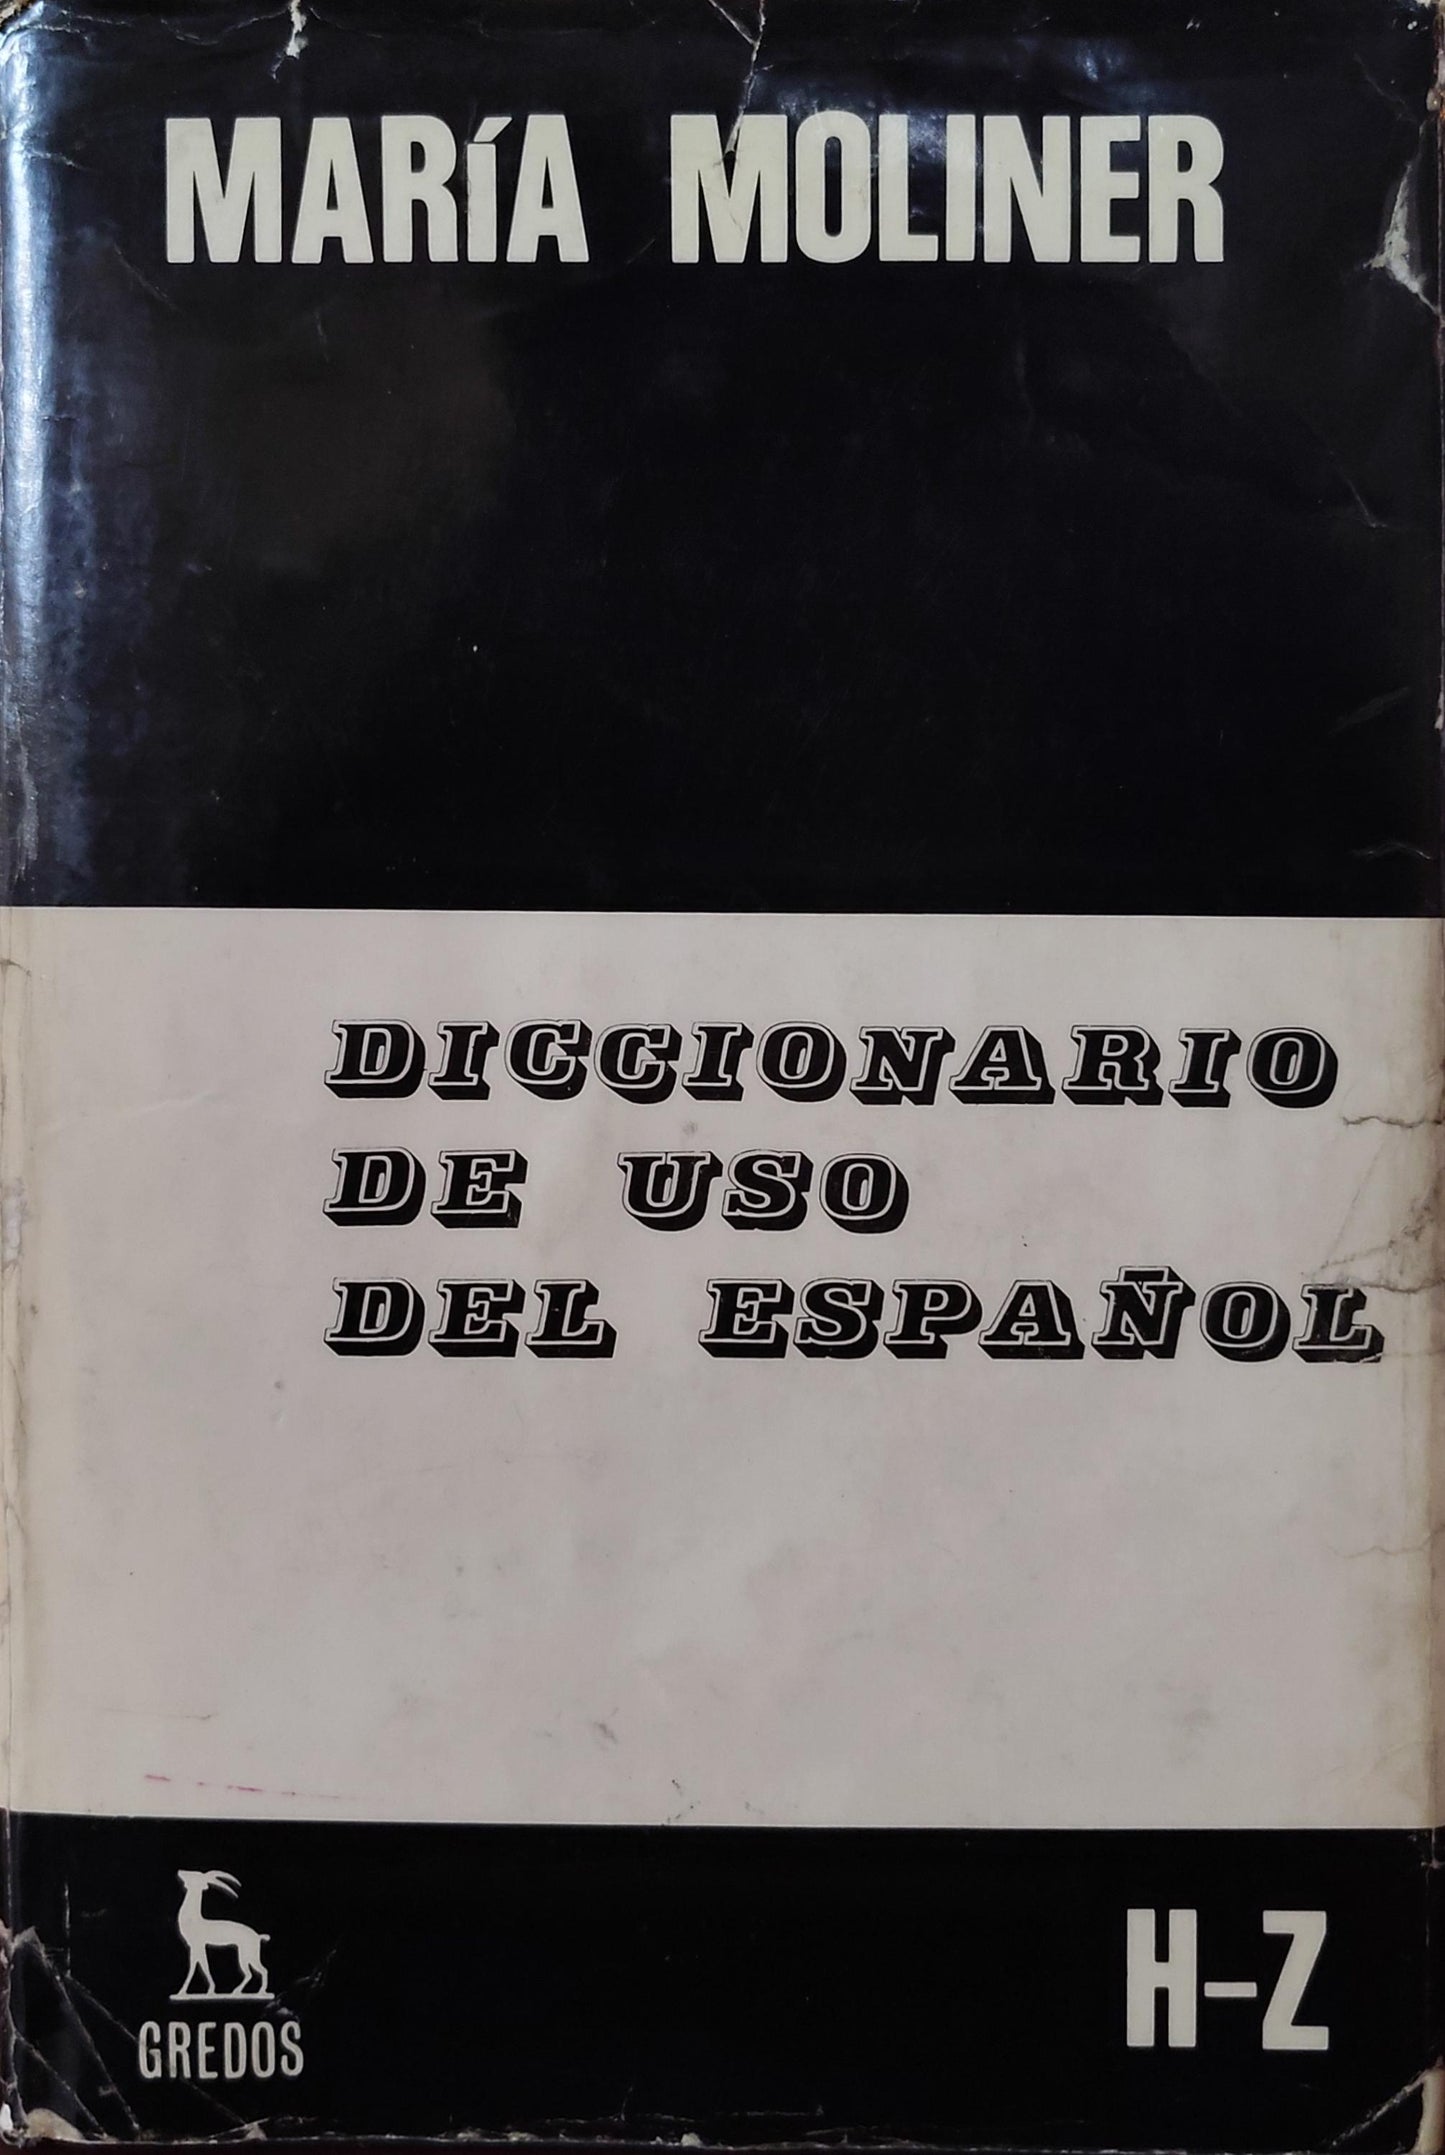 MARíA MOLINER
DICCIONARIO
DE USO
DEL ESPAÑOL
GREDOS
H-Z